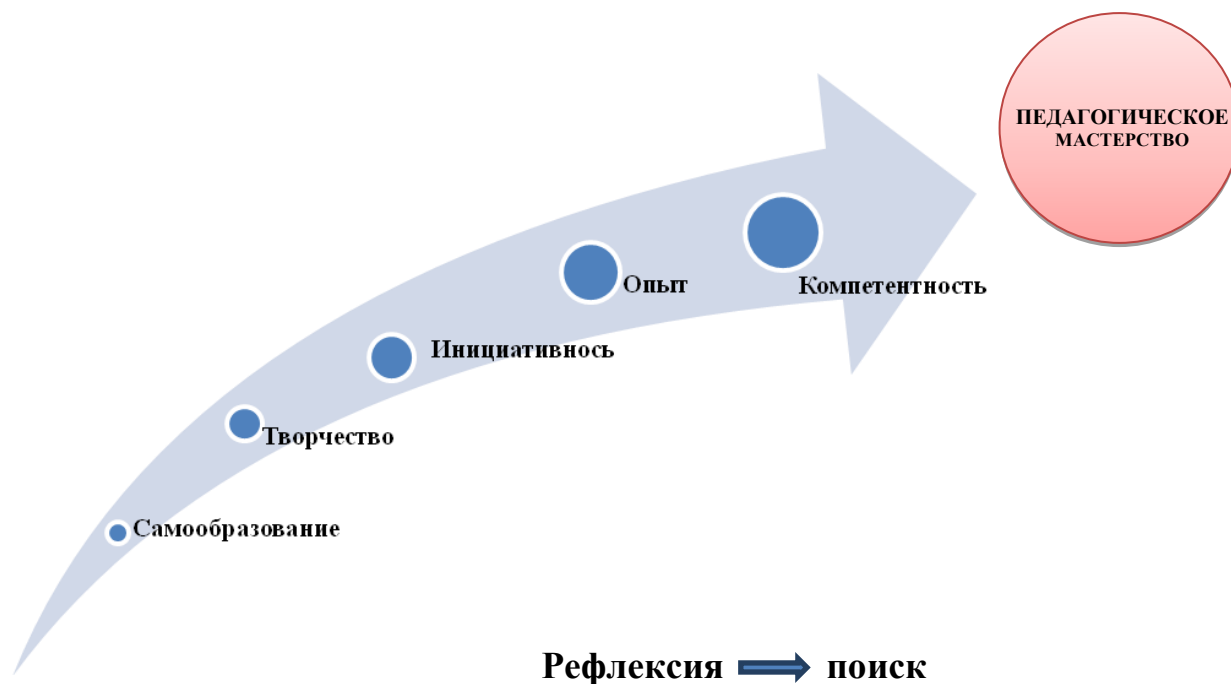 ПЕДАГОГИЧЕСКОЕ
МАСТЕРСТВО
Опыт
Компетентность
Инициативнось
Творчество
Самообразование
Рефлексия поиск